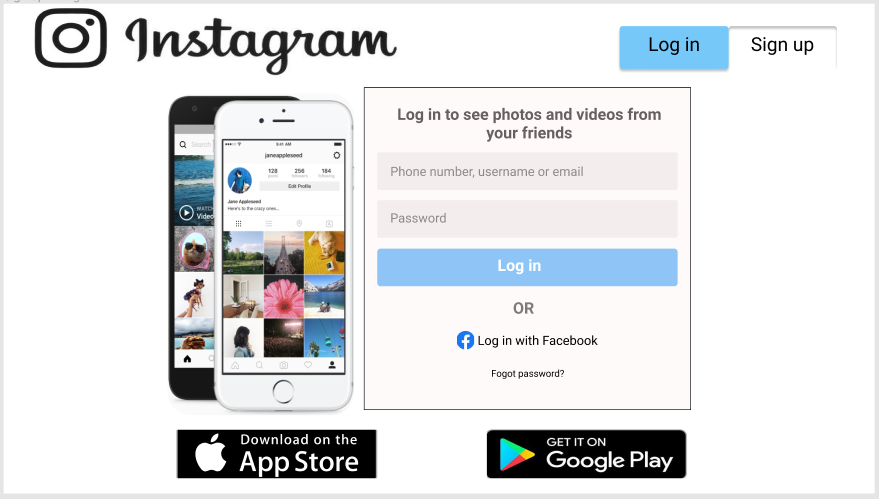 Instagram
Log in
Sign up
Log in to see photos and videos from
your friends
Phone number, username or email
Password
Log in
OR
Log in with Facebook
Fogot password?
Search
WATCH
Video
9:41 AM
janeappleseed
128 256 184
posts followers following
Edit Profile
Jane Appleseed
Here's to the crazy ones...
Download on the
App Store
GET IT ON
Google Play